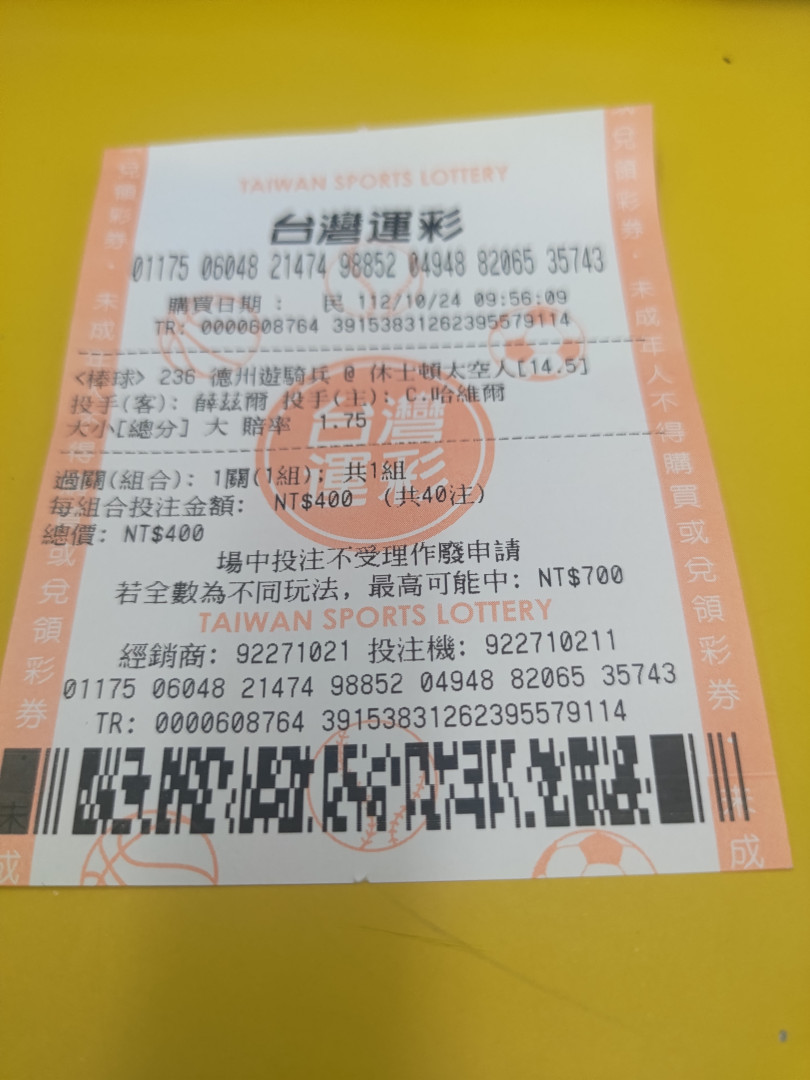 TAIWAN SPORTS LOTTERY
台灣運彩
01175 06048 21474 98852 04948 82065 35743
購買日期： 民 112/10/24 09:56:09
TR: 0000608764 39153831262395579114
<棒球> 236 德州遊騎兵 @ 休士頓太空人[14.5]
投手(客): 薛茲爾 投手(主): C.哈維爾
大小[總分] 大 賠率 1.75
台灣運彩
過關(組合): 1關(1組); 共1組
每組合投注金額: NT$400 (共40注)
總價: NT$400
場中投注不受理作廢申請
若全數為不同玩法, 最高可能中: NT$700
TAIWAN SPORTS LOTTERY
經銷商: 92271021 投注機: 922710211
01175 06048 21474 98852 04948 82065 35743
TR: 0000608764 39153831262395579114
兌領彩券．未成年人不得購買或兌領彩券
未成